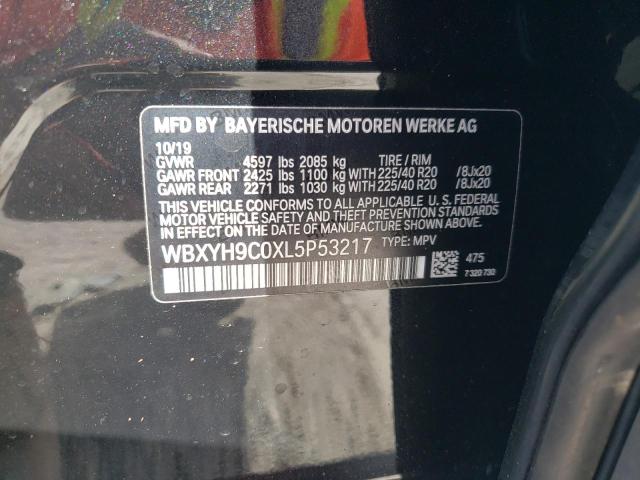 MFD BY BAYERISCHE MOTOREN WERKE AG
10/19
GVWR 4597 lbs 2085 kg TIRE / RIM
GAWR FRONT 2425 lbs 1100 kg WITH 225/40 R20 /8Jx20
GAWR REAR 2271 lbs 1030 kg WITH 225/40 R20 /8Jx20
THIS VEHICLE CONFORMS TO ALL APPLICABLE U. S. FEDERAL
MOTOR VEHICLE SAFETY, BUMPER, AND THEFT PREVENTION
STANDARDS IN EFFECT ON THE DATE OF MANUFACTURE SHOWN ABOVE.
WBXYH9C0XL5P53217 TYPE: MPV
475
7 320 730